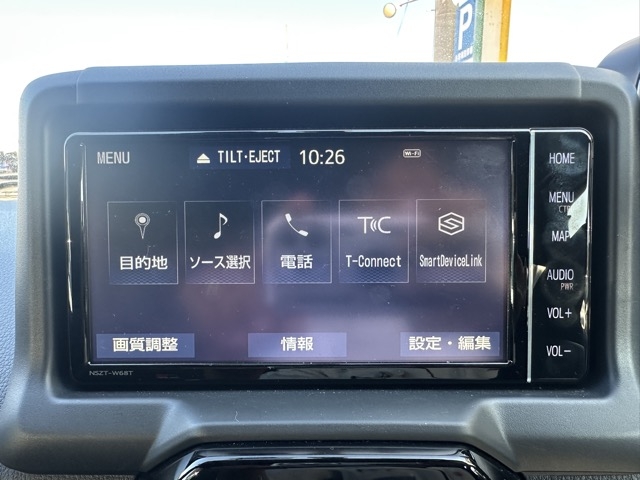 P
MENU
TILT・EJECT
10:26
Wi-Fi
HOME
MENU
MAP
AUDIO
PWR
VOL+
VOL-
目的地
ソース選択
電話
TC
T-Connect
SmartDeviceLink
画質調整
情報
設定・編集
NSZT-W68T